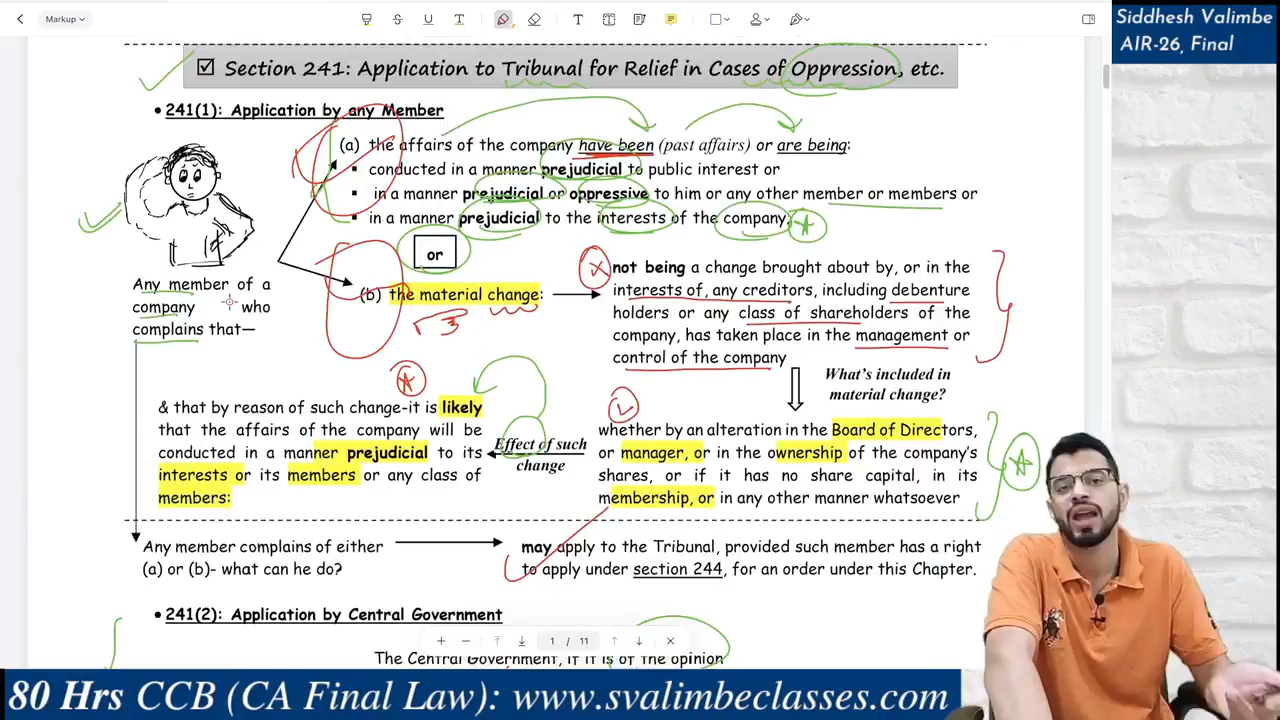 Markup
Siddhesh Valimbe
AIR-26, Final
☑ Section 241: Application to Tribunal for Relief in Cases of Oppression, etc.
• 241(1): Application by any Member
(a) the affairs of the company have been (past affairs) or are being:
▪ conducted in a manner prejudicial to public interest or
▪ in a manner prejudicial or oppressive to him or any other member or members or
▪ in a manner prejudicial to the interests of the company,
or
(b) the material change:
Any member of a
company who
complains that—
not being a change brought about by, or in the
interests of, any creditors, including debenture
holders or any class of shareholders of the
company, has taken place in the management or
control of the company
What's included in
material change?
whether by an alteration in the Board of Directors,
or manager, or in the ownership of the company's
shares, or if it has no share capital, in its
membership, or in any other manner whatsoever
Effect of such
change
& that by reason of such change-it is likely
that the affairs of the company will be
conducted in a manner prejudicial to its
interests or its members or any class of
members:
Any member complains of either
(a) or (b)- what can he do?
may apply to the Tribunal, provided such member has a right
to apply under section 244, for an order under this Chapter.
• 241(2): Application by Central Government
1 / 11
The Central Government, if it is of the opinion
80 Hrs CCB (CA Final Law): www.svalimbeclasses.com